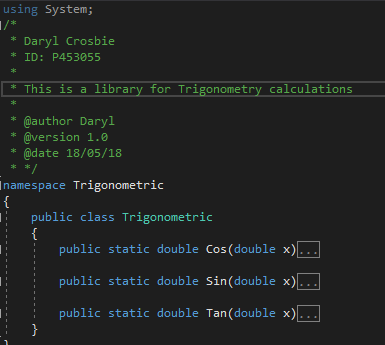 using System;
/*
* Daryl Crosbie
* ID: P453055
*
* This is a library for Trigonometry calculations
*
* @author Daryl
* @version 1.0
* @date 18/05/18
* */
namespace Trigonometric
{
public class Trigonometric
{
public static double Cos(double x)...
public static double Sin(double x)...
public static double Tan(double x)...
}
}